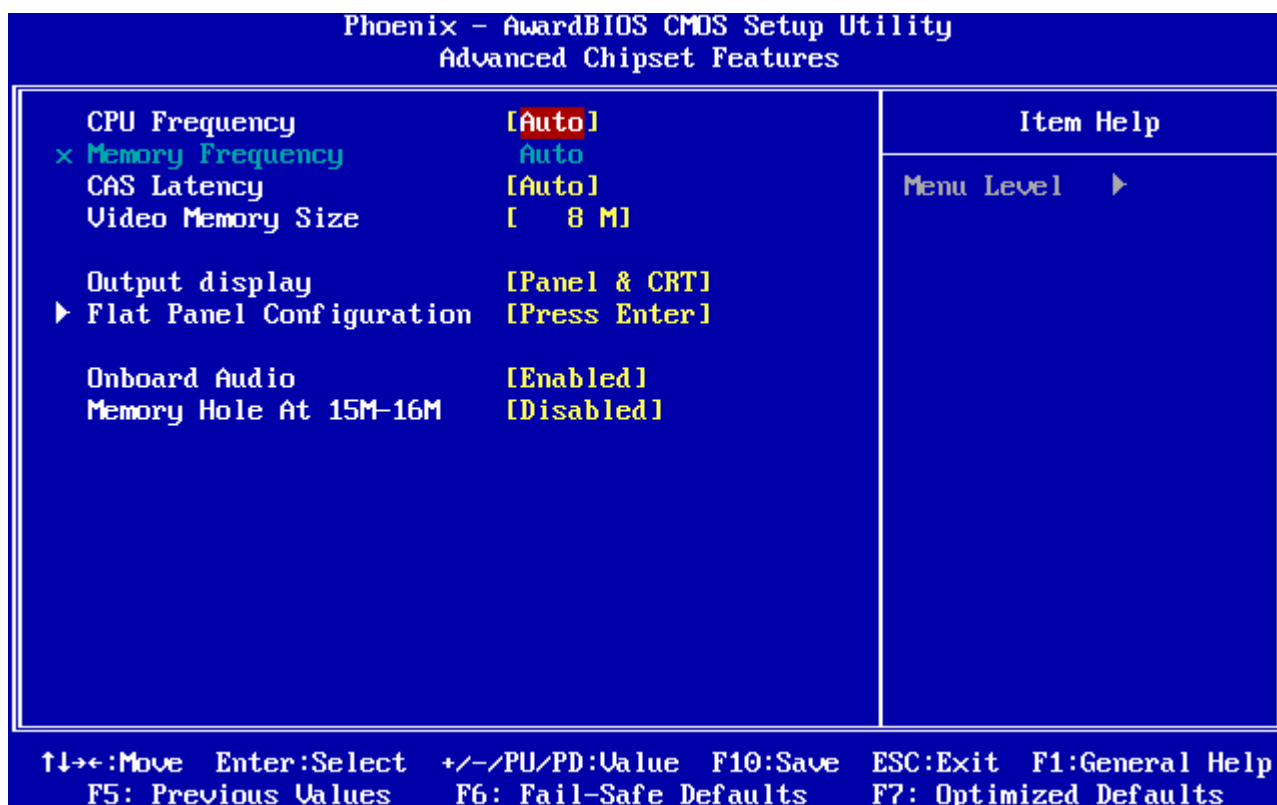 Phoenix - AwardBIOS CMOS Setup Utility
Advanced Chipset Features
CPU Frequency [Auto]
x Memory Frequency Auto
CAS Latency [Auto]
Video Memory Size [ 8 M]
Output display [Panel & CRT]
▶ Flat Panel Configuration [Press Enter]
Onboard Audio [Enabled]
Memory Hole At 15M-16M [Disabled]
Item Help
Menu Level ▶
↑↓→←:Move Enter:Select +/-/PU/PD:Value F10:Save ESC:Exit F1:General Help
F5: Previous Values F6: Fail-Safe Defaults F7: Optimized Defaults